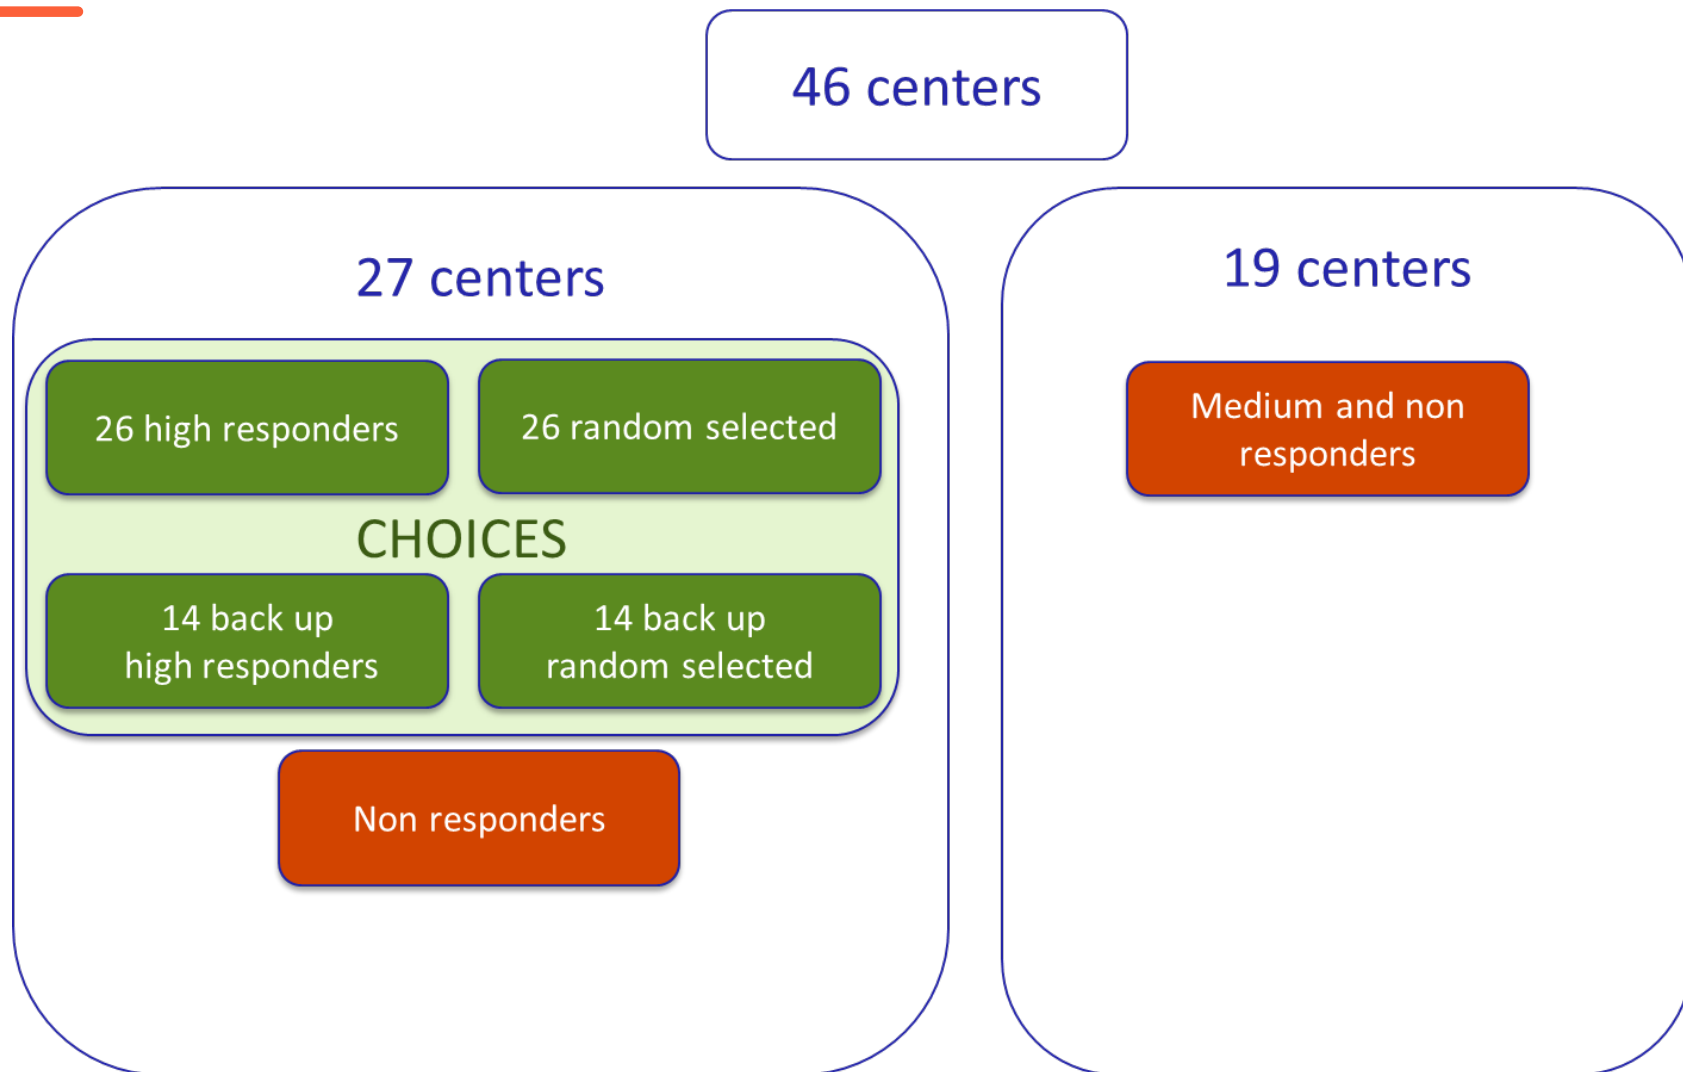 46 centers
27 centers
19 centers
26 high responders
26 random selected
Medium and non
responders
CHOICES
14 back up
high responders
14 back up
random selected
Non responders